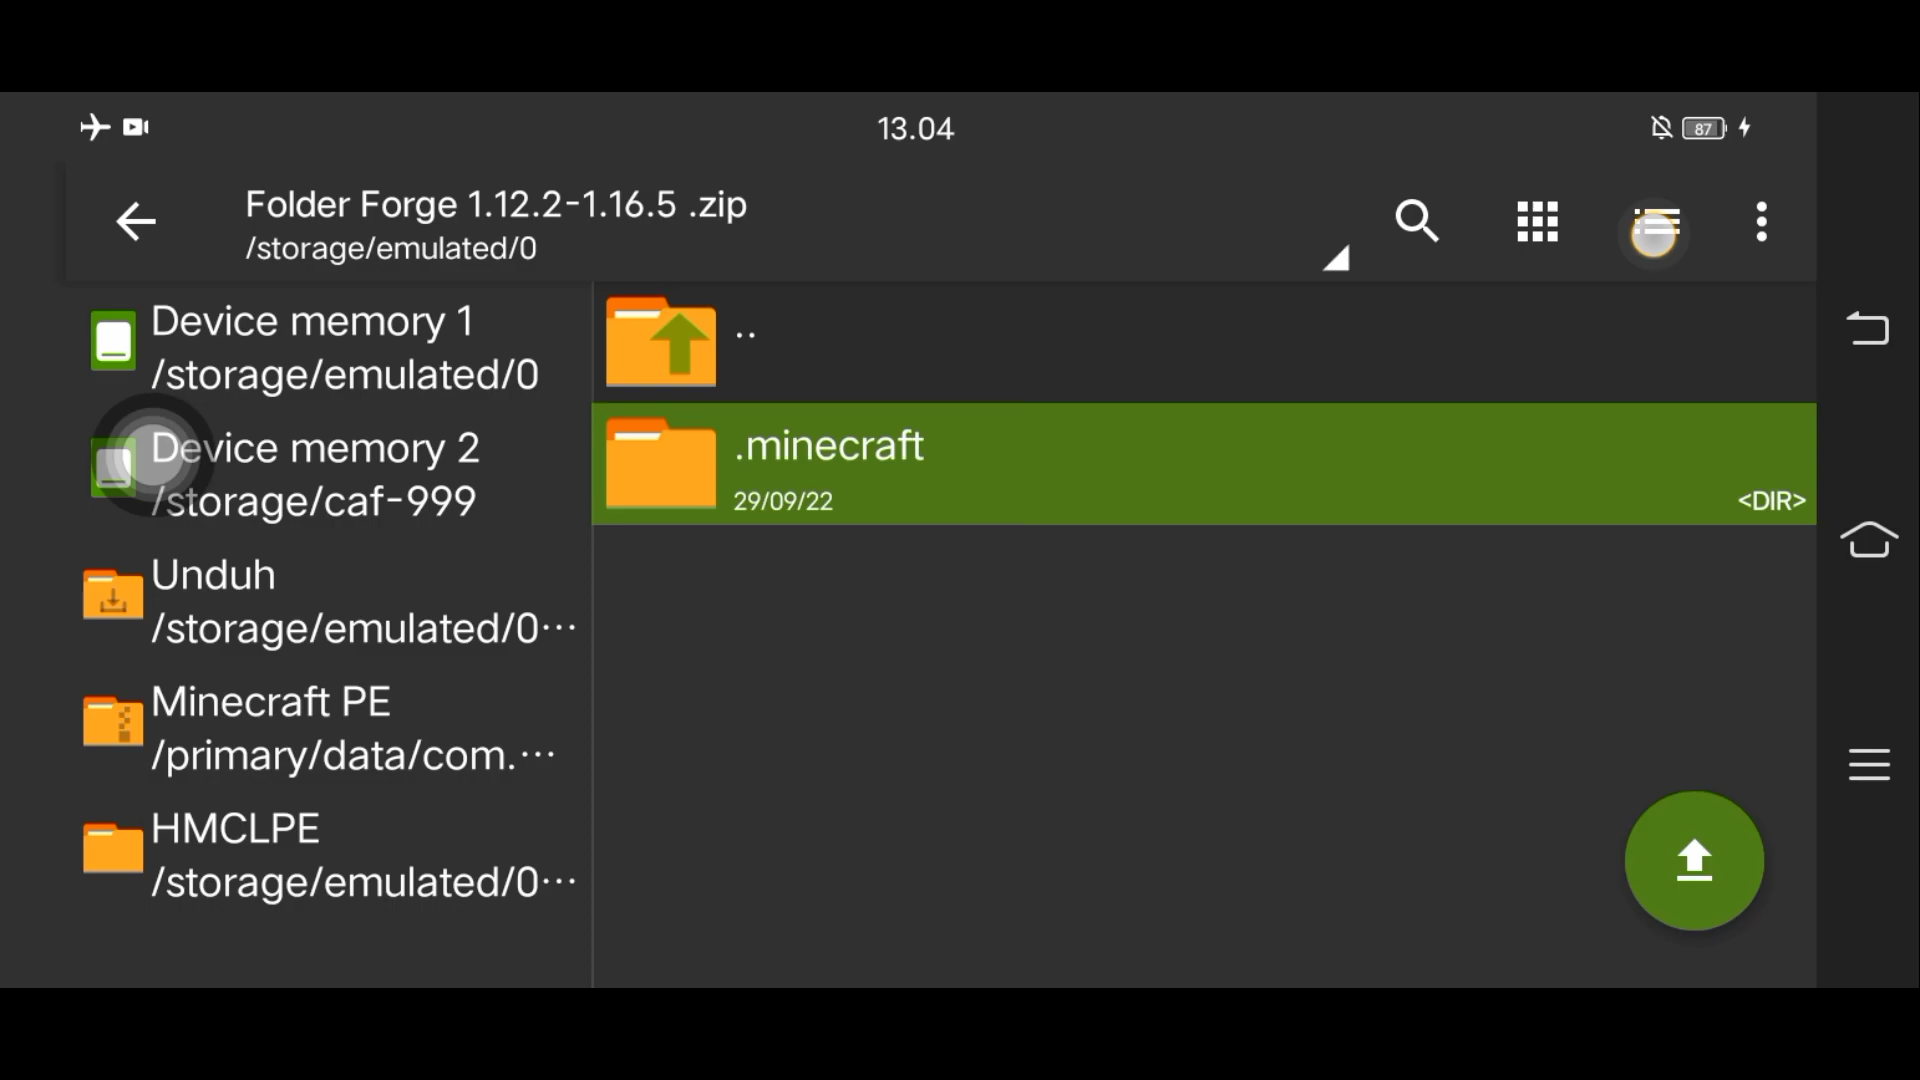 13.04
87
Folder Forge 1.12.2-1.16.5 .zip
/storage/emulated/0
Device memory 1
/storage/emulated/0
Device memory 2
/storage/caf-999
Unduh
/storage/emulated/0···
Minecraft PE
/primary/data/com.···
HMCLPE
/storage/emulated/0···
..
.minecraft
29/09/22
<DIR>